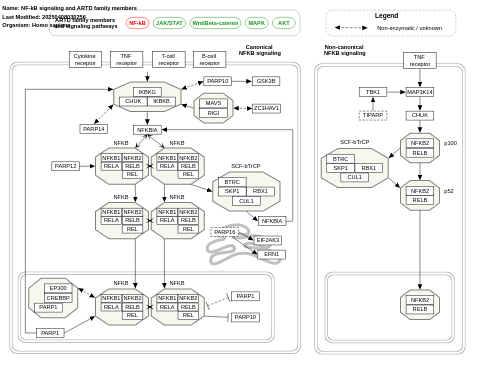 Name: NF-kB and ARTD family members
Last Modified: 20250408030256
Organism: Homo sapiens
ARTD family members
and signaling pathways
NF-kB
JAK/STAT
Wnt/Beta-catenin
MAPK
AKT
Legend
Non-enzymatic / unknown
Cytokine
receptor
TNF
receptor
T-cell
receptor
B-cell
receptor
Canonical
NFKB signaling
Non-canonical
NFKB signaling
TNF
receptor
IKBKG
CHUK
IKBKB
PARP10
GSK3B
MAVS
RIGI
ZC3HAV1
PARP14
NFKBIA
NFKB
NFKB1
NFKB2
RELA
RELB
REL
NFKB
NFKB1
NFKB2
RELA
RELB
REL
PARP12
SCF-bTrCP
BTRC
SKP1
RBX1
CUL1
NFKB
NFKB1
NFKB2
RELA
RELB
REL
NFKB
NFKB1
NFKB2
RELA
RELB
REL
NFKBIA
PARP16
EIF2AK3
ERN1
EP300
CREBBP
PARP1
NFKB
NFKB1
NFKB2
RELA
RELB
REL
NFKB
NFKB1
NFKB2
RELA
RELB
REL
PARP1
PARP10
PARP1
TBK1
MAP3K14
TIPARP
CHUK
SCF-bTrCP
BTRC
SKP1
RBX1
CUL1
NFKB2
RELB
p100
NFKB2
RELB
p52
NFKB2
RELB